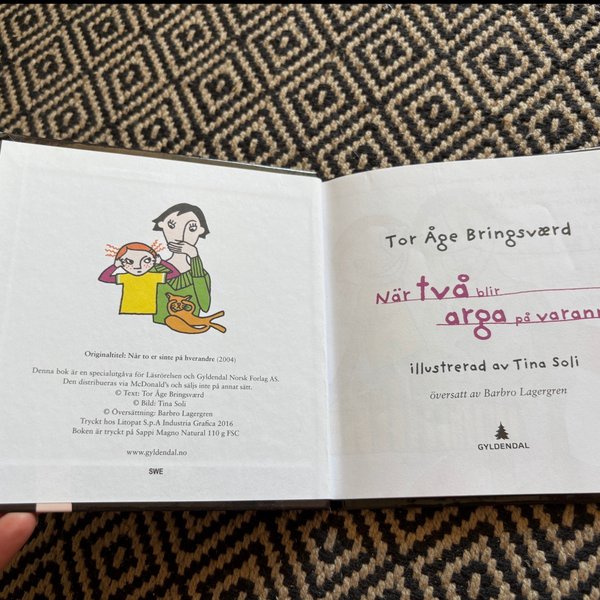 Originaltitel: Når to er sinte på hverandre (2004)
Denna bok är en specialutgåva för Läsrörelsen och Gyldendal Norsk Forlag AS.
Den distribueras via McDonald's och säljs inte på annat sätt.
© Text: Tor Åge Bringsværd
© Bild: Tina Soli
© Översättning: Barbro Lagergren
Tryckt hos Litopat S.p.A Industria Grafica 2016
Boken är tryckt på Sappi Magno Natural 110 g FSC
www.gyldendal.no
SWE
Tor Åge Bringsværd
När två blir
arga på varann
illustrerad av Tina Soli
översatt av Barbro Lagergren
GYLDENDAL